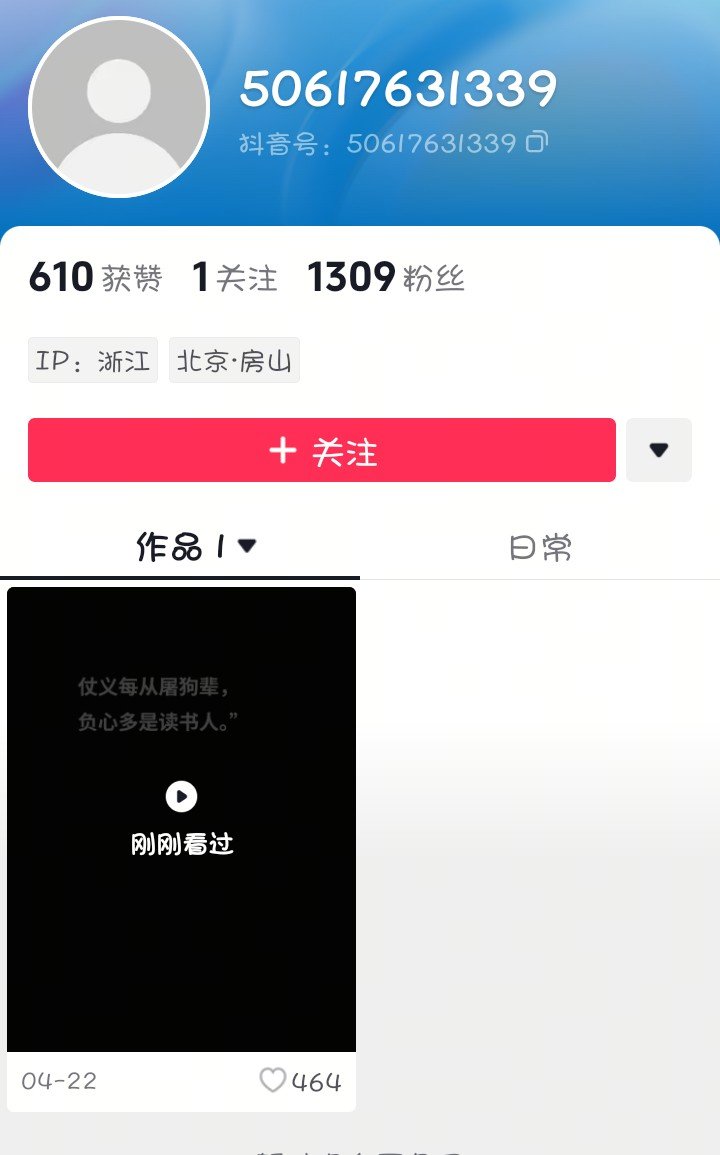 50617631339
抖音号：50617631339
610 获赞 1 关注 1309 粉丝
IP：浙江 北京·房山
+ 关注
作品 1 日常
仗义每从屠狗辈，
负心多是读书人。”
刚刚看过
04-22 464